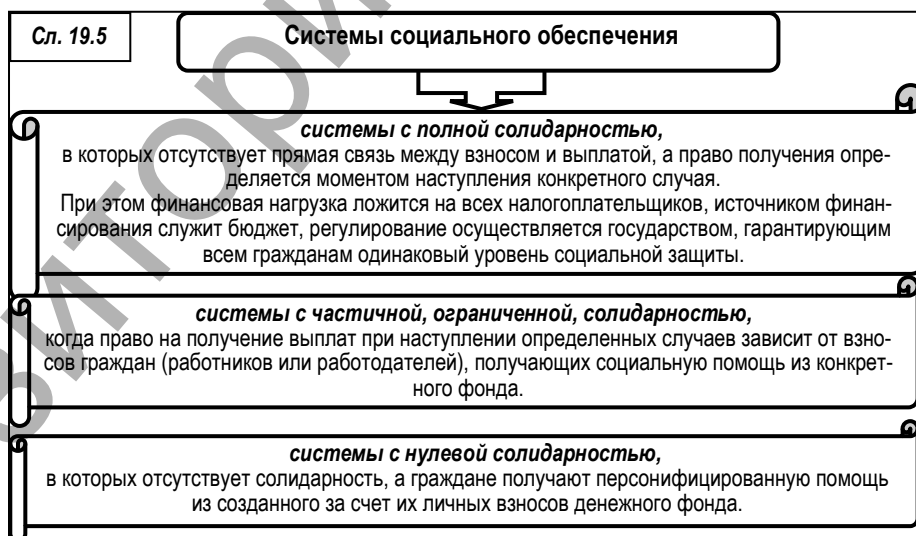 Сл. 19.5
Системы социального обеспечения
системы с полной солидарностью,
в которых отсутствует прямая связь между взносом и выплатой, а право получения опре-
деляется моментом наступления конкретного случая.
При этом финансовая нагрузка ложится на всех налогоплательщиков, источником финан-
сирования служит бюджет, регулирование осуществляется государством, гарантирующим
всем гражданам одинаковый уровень социальной защиты.
системы с частичной, ограниченной, солидарностью,
когда право на получение выплат при наступлении определенных случаев зависит от взно-
сов граждан (работников или работодателей), получающих социальную помощь из конкрет-
ного фонда.
системы с нулевой солидарностью,
в которых отсутствует солидарность, а граждане получают персонифицированную помощь
из созданного за счет их личных взносов денежного фонда.